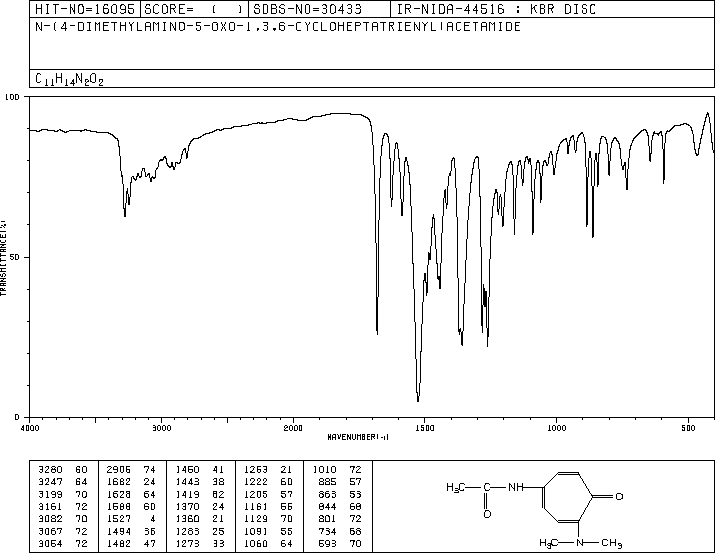 HIT-NO=16095 SCORE= ( ) SDBS-NO=30433 IR-NIDA-44516 : KBR DISC
N-(4-DIMETHYLAMINO-5-OXO-1,3,6-CYCLOHEPTATRIENYL)ACETAMIDE
C11H14N2O2
100
50
0
TRANSMITTANCE(%)
4000 3000 2000 1500 1000 500
WAVENUMBER(-1)
3280 60 2906 74 1460 41 1263 21 1010 72
3247 64 1682 24 1443 38 1222 60 885 57
3199 70 1628 64 1419 62 1205 57 863 53
3161 72 1588 60 1370 24 1161 55 844 68
3082 70 1527 4 1360 21 1129 70 801 72
3067 72 1494 36 1283 25 1091 55 734 68
3054 72 1482 47 1273 33 1060 64 593 70
H3C C NH
O
O
H3C N CH3